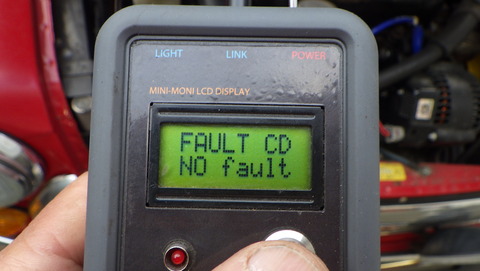 LIGHT LINK POWER
MINI-MONI LCD DISPLAY
FAULT CD
NO fault